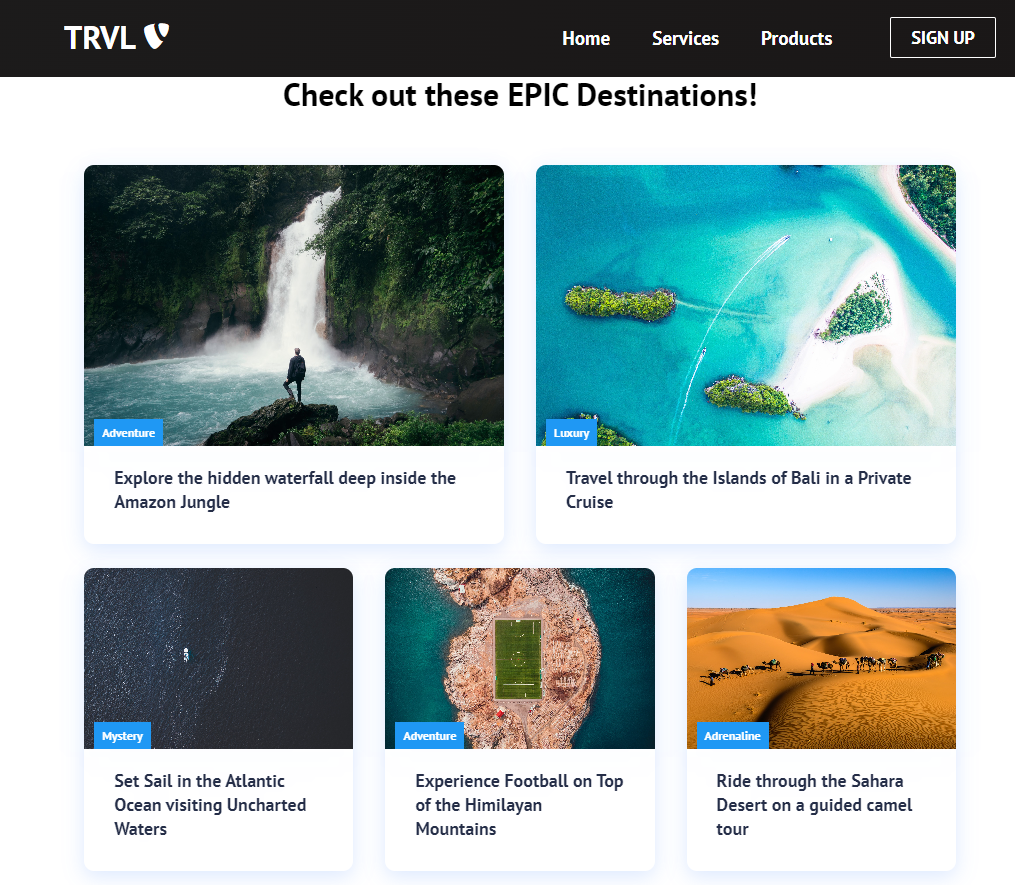 TRVL
Home Services Products SIGN UP
Check out these EPIC Destinations!
Adventure
Luxury
Explore the hidden waterfall deep inside the
Amazon Jungle
Travel through the Islands of Bali in a Private
Cruise
Mystery
Adventure
Adrenaline
Set Sail in the Atlantic
Ocean visiting Uncharted
Waters
Experience Football on Top
of the Himilayan
Mountains
Ride through the Sahara
Desert on a guided camel
tour